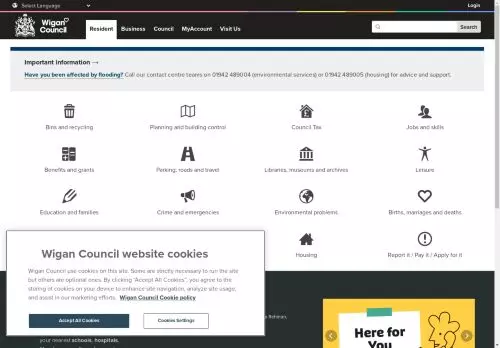 Select Language
Login
Wigan Council
Resident Business Council MyAccount Visit Us
Search
Important information →
Have you been affected by flooding? Call our contact centre teams on 01942 489004 (environmental services) or 01942 489005 (housing) for advice and support.
Bins and recycling
Planning and building control
Council Tax
Jobs and skills
Benefits and grants
Parking, roads and travel
Libraries, museums and archives
Leisure
Education and families
Crime and emergencies
Environmental problems
Births, marriages and deaths
Housing
Report it / Pay it / Apply for it
Wigan Council website cookies
Wigan Council use cookies on this site. Some are strictly necessary to run the site
but others are optional ones. By clicking "Accept All Cookies", you agree to the
storing of cookies on your device to enhance site navigation, analyze site usage,
and assist in our marketing efforts. Wigan Council Cookie policy
Accept All Cookies
Cookies Settings
your nearest schools, hospitals,
Here for
You